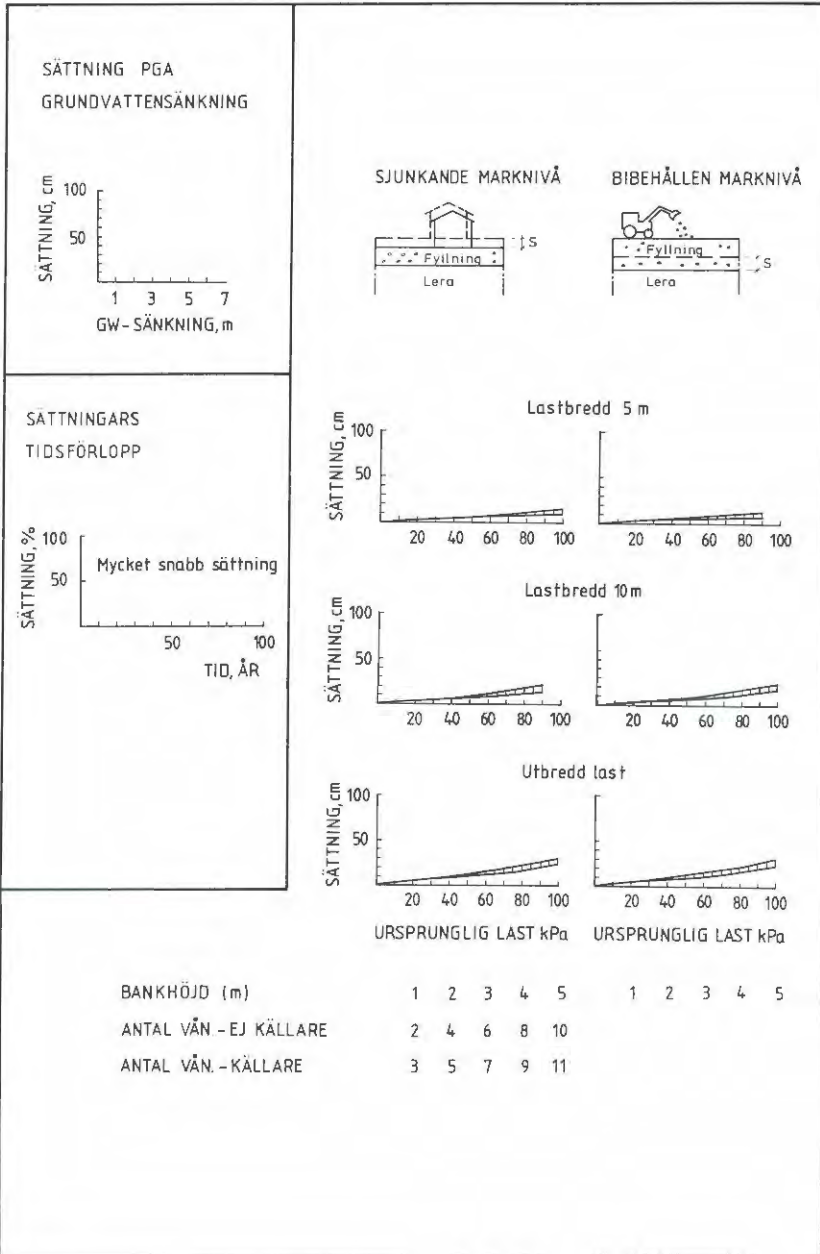 SÄTTNING PGA
GRUNDVATTENSÄNKNING
SÄTTNING, cm
100
50
1 3 5 7
GW-SÄNKNING, m
SÄTTNINGARS
TIDSFÖRLOPP
SÄTTNING, %
100
50
Mycket snabb sättning
50 100
TID, ÅR
SJUNKANDE MARKNIVÅ
BIBEHÅLLEN MARKNIVÅ
S
Fyllning
Lera
Fyllning
S
Lera
Lastbredd 5 m
SÄTTNING, cm
100
50
20 40 60 80 100
20 40 60 80 100
Lastbredd 10 m
SÄTTNING, cm
100
50
20 40 60 80 100
20 40 60 80 100
Utbredd last
SÄTTNING, cm
100
50
20 40 60 80 100
20 40 60 80 100
URSPRUNGLIG LAST kPa
URSPRUNGLIG LAST kPa
BANKHÖJD (m) 1 2 3 4 5 1 2 3 4 5
ANTAL VÅN. - EJ KÄLLARE 2 4 6 8 10
ANTAL VÅN. - KÄLLARE 3 5 7 9 11